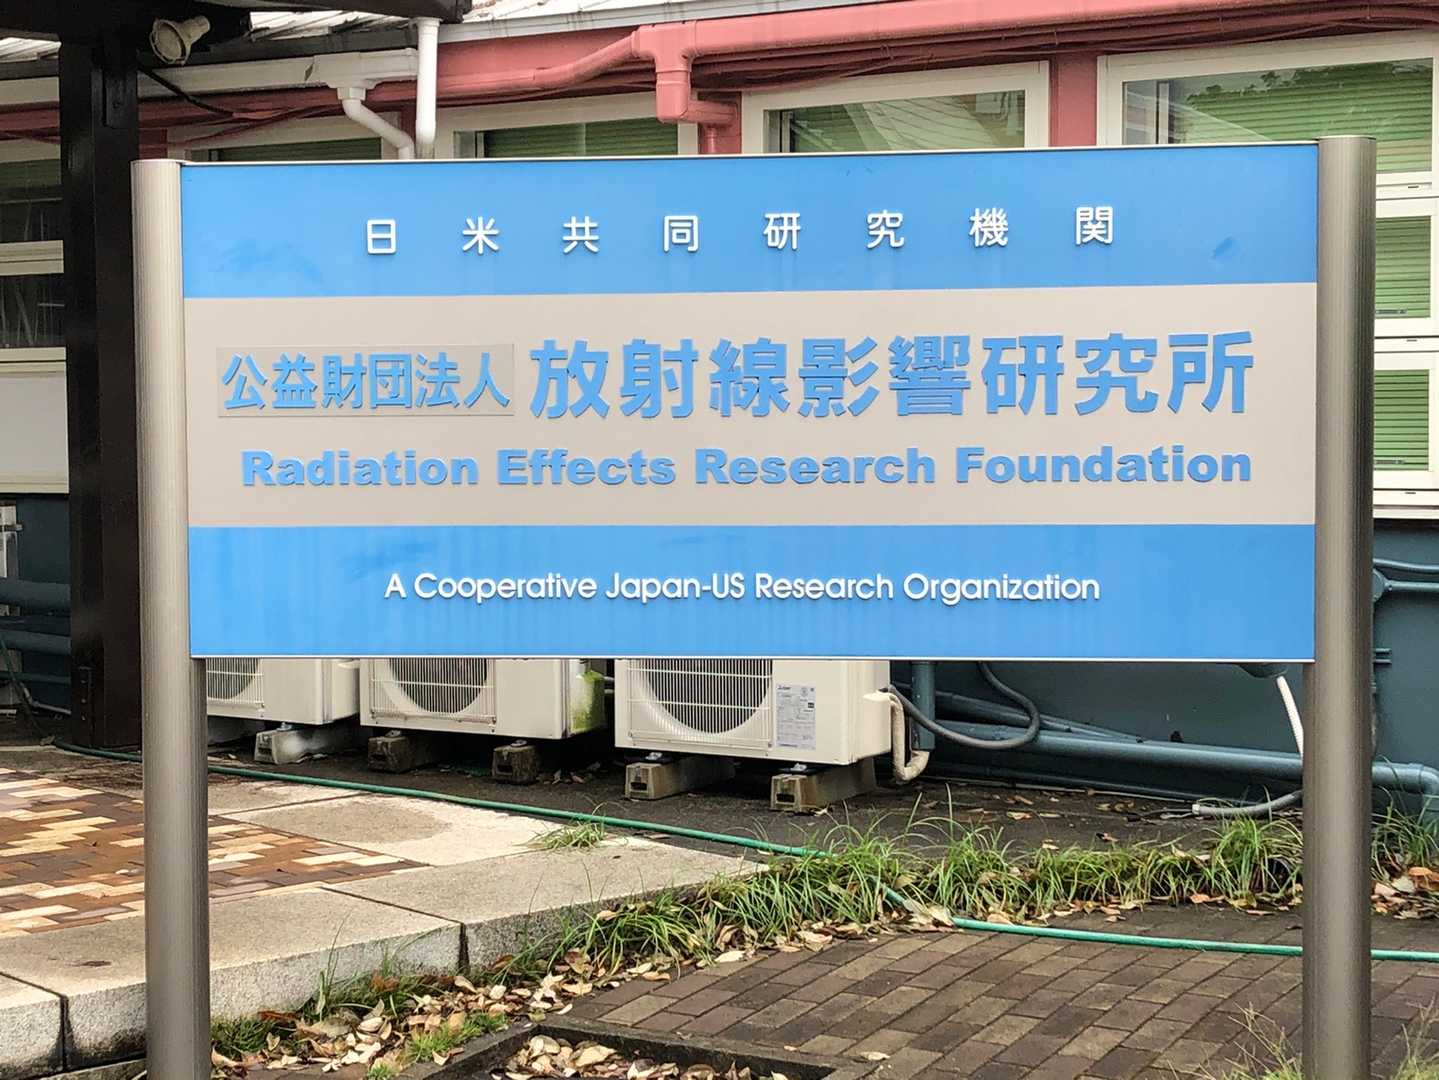 日米共同研究機関
公益財団法人 放射線影響研究所
Radiation Effects Research Foundation
A Cooperative Japan-US Research Organization